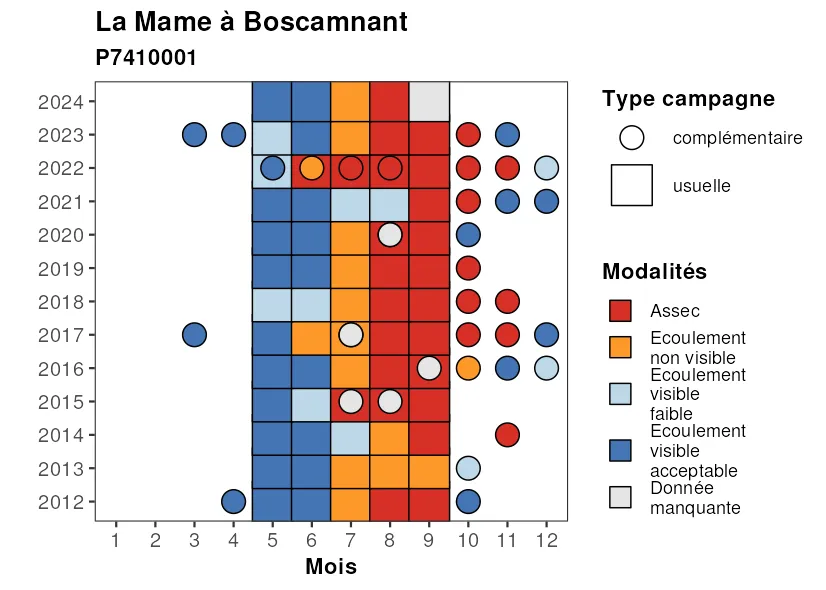 La Mame à Boscamnant
P7410001
2024
2023
2022
2021
2020
2019
2018
2017
2016
2015
2014
2013
2012
1 2 3 4 5 6 7 8 9 10 11 12
Mois
Type campagne
complémentaire
usuelle
Modalités
Assec
Ecoulement
non visible
Ecoulement
visible
faible
Ecoulement
visible
acceptable
Donnée
manquante